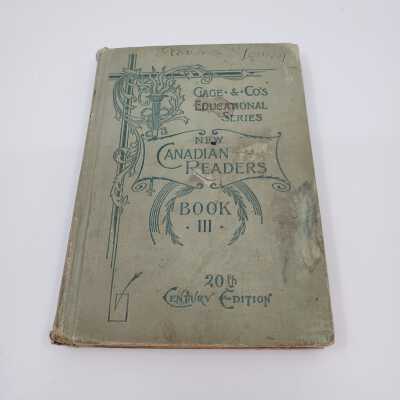 GAGE & CO'S
EDUCATIONAL
SERIES
NEW
CANADIAN
READERS
BOOK
· III ·
20th
CENTURY EDITION